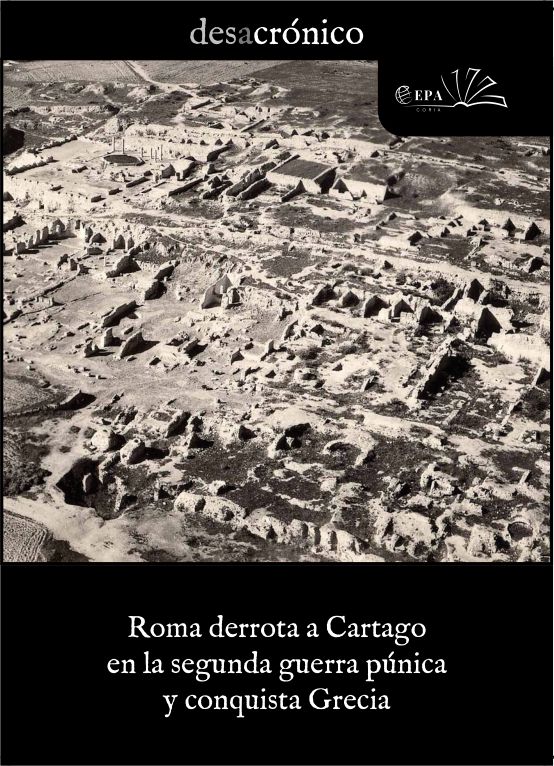 desacrónico
EPA
CORIA
Roma derrota a Cartago
en la segunda guerra púnica
y conquista Grecia